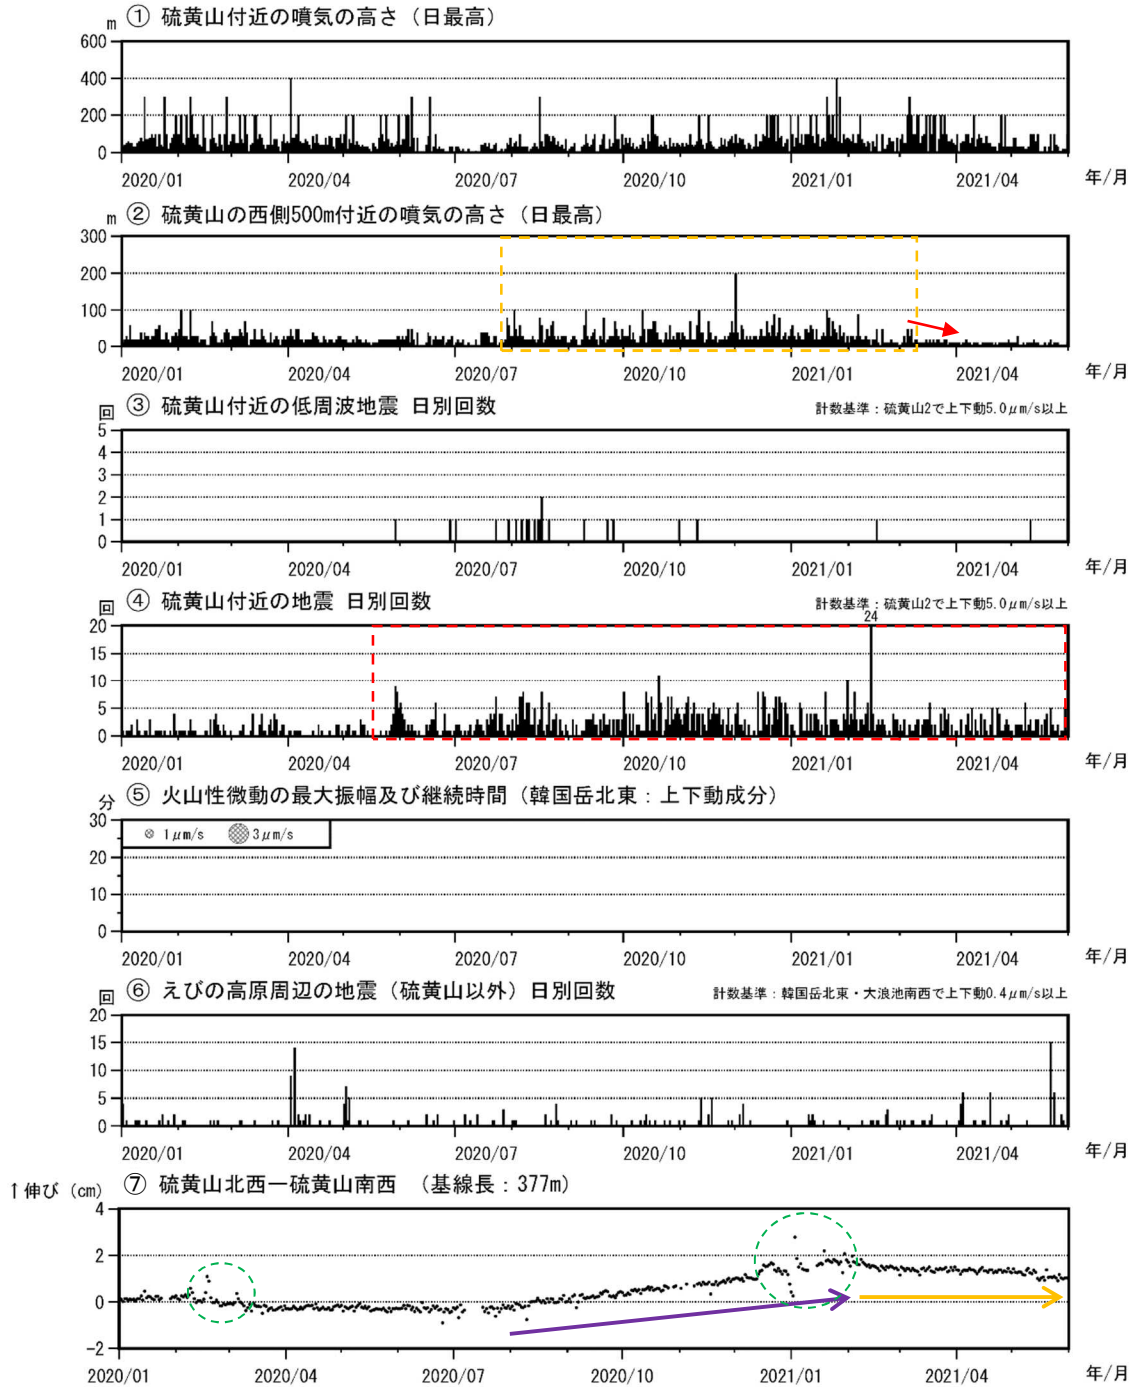 m ① 硫黄山付近の噴気の高さ（日最高）
600
400
200
0
2020/01 2020/04 2020/07 2020/10 2021/01 2021/04 年/月
m ② 硫黄山の西側500m付近の噴気の高さ（日最高）
300
200
100
0
2020/01 2020/04 2020/07 2020/10 2021/01 2021/04 年/月
回 ③ 硫黄山付近の低周波地震 日別回数 計数基準：硫黄山2で上下動5.0μm/s以上
5
4
3
2
1
0
2020/01 2020/04 2020/07 2020/10 2021/01 2021/04 年/月
回 ④ 硫黄山付近の地震 日別回数 計数基準：硫黄山2で上下動5.0μm/s以上
24
20
15
10
5
0
2020/01 2020/04 2020/07 2020/10 2021/01 2021/04 年/月
分 ⑤ 火山性微動の最大振幅及び継続時間（韓国岳北東：上下動成分）
30
1μm/s 3μm/s
20
10
0
2020/01 2020/04 2020/07 2020/10 2021/01 2021/04 年/月
回 ⑥ えびの高原周辺の地震（硫黄山以外）日別回数 計数基準：韓国岳北東・大浪池南西で上下動0.4μm/s以上
20
15
10
5
0
2020/01 2020/04 2020/07 2020/10 2021/01 2021/04 年/月
↑伸び（cm） ⑦ 硫黄山北西ー硫黄山南西 （基線長：377m）
4
2
0
-2
2020/01 2020/04 2020/07 2020/10 2021/01 2021/04 年/月